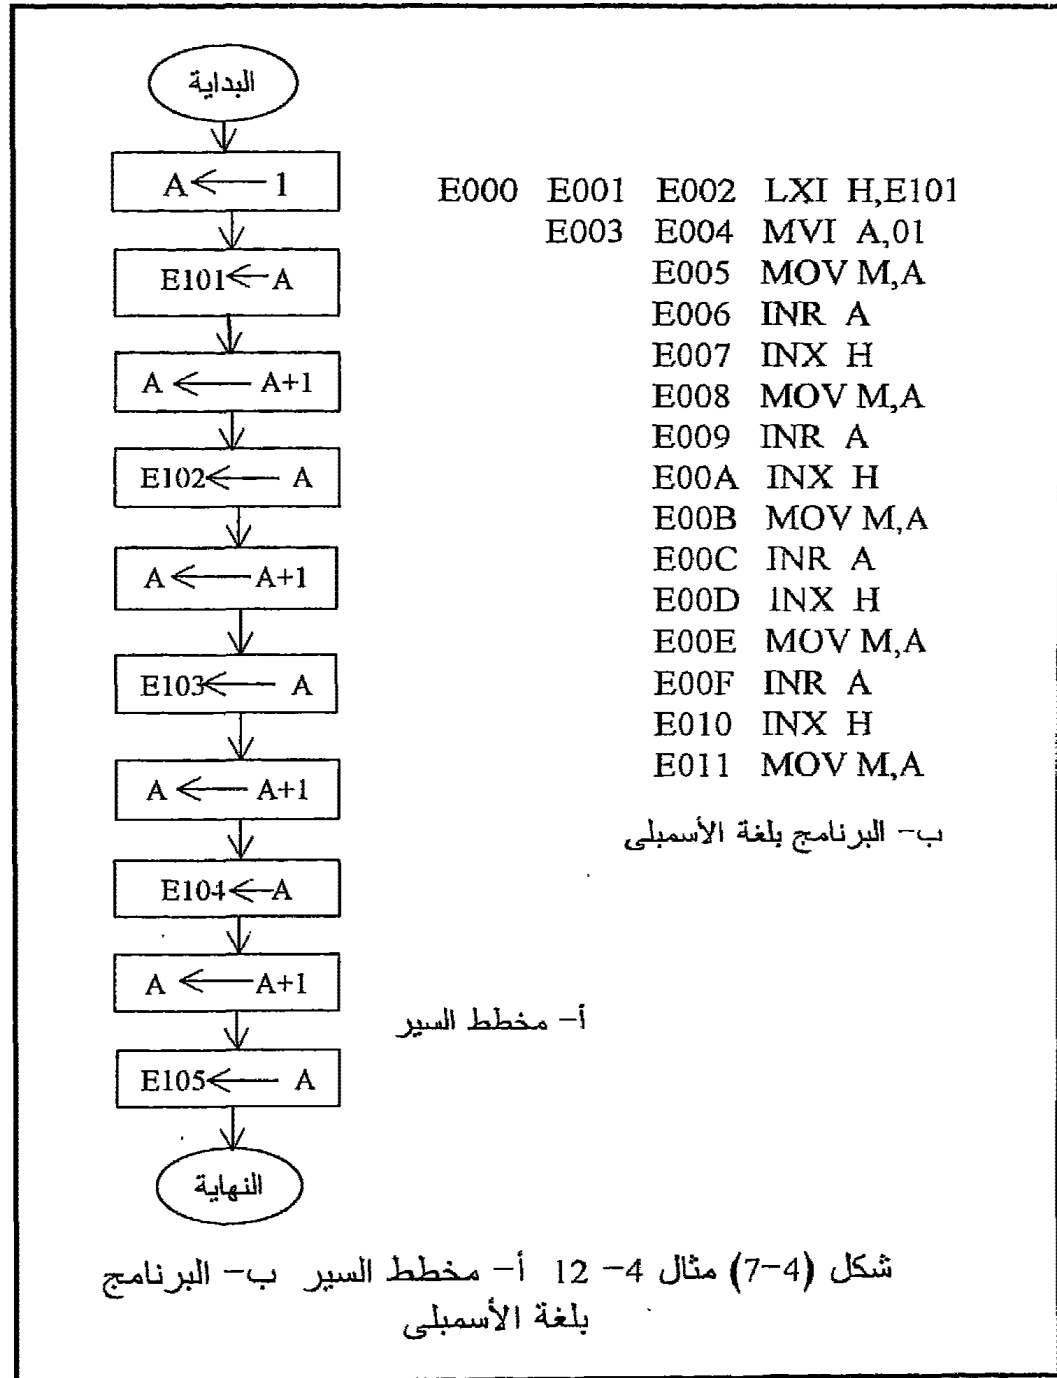 البداية
A ← 1
E101 ← A
A ← A+1
E102 ← A
A ← A+1
E103 ← A
A ← A+1
E104 ← A
A ← A+1
E105 ← A
النهاية
أ- مخطط السير
E000 E001 E002 LXI H,E101
E003 E004 MVI A,01
E005 MOV M,A
E006 INR A
E007 INX H
E008 MOV M,A
E009 INR A
E00A INX H
E00B MOV M,A
E00C INR A
E00D INX H
E00E MOV M,A
E00F INR A
E010 INX H
E011 MOV M,A
ب- البرنامج بلغة الأسمبلى
شكل (4-7) مثال 4- 12 أ- مخطط السير ب- البرنامج
بلغة الأسمبلى